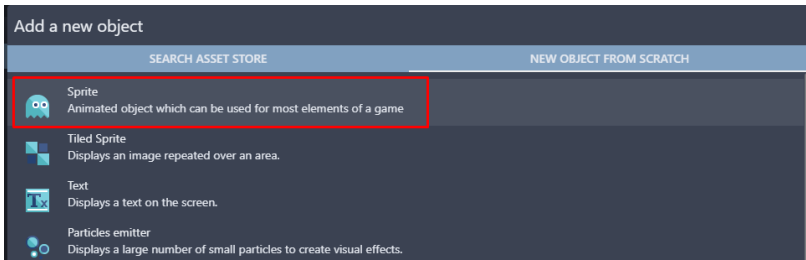 Add a new object
SEARCH ASSET STORE
NEW OBJECT FROM SCRATCH
Sprite
Animated object which can be used for most elements of a game
Tiled Sprite
Displays an image repeated over an area.
Tx
Text
Displays a text on the screen.
Particles emitter
Displays a large number of small particles to create visual effects.